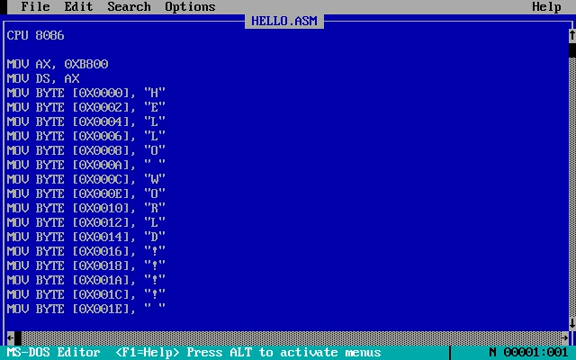 File Edit Search Options Help
HELLO.ASM
CPU 8086
MOV AX, 0XB800
MOV DS, AX
MOV BYTE [0X0000], "H"
MOV BYTE [0X0002], "E"
MOV BYTE [0X0004], "L"
MOV BYTE [0X0006], "L"
MOV BYTE [0X0008], "O"
MOV BYTE [0X000A], " "
MOV BYTE [0X000C], "W"
MOV BYTE [0X000E], "O"
MOV BYTE [0X0010], "R"
MOV BYTE [0X0012], "L"
MOV BYTE [0X0014], "D"
MOV BYTE [0X0016], "!"
MOV BYTE [0X0018], "!"
MOV BYTE [0X001A], "!"
MOV BYTE [0X001C], "!"
MOV BYTE [0X001E], " "
MS-DOS Editor <F1=Help> Press ALT to activate menus N 00001:001